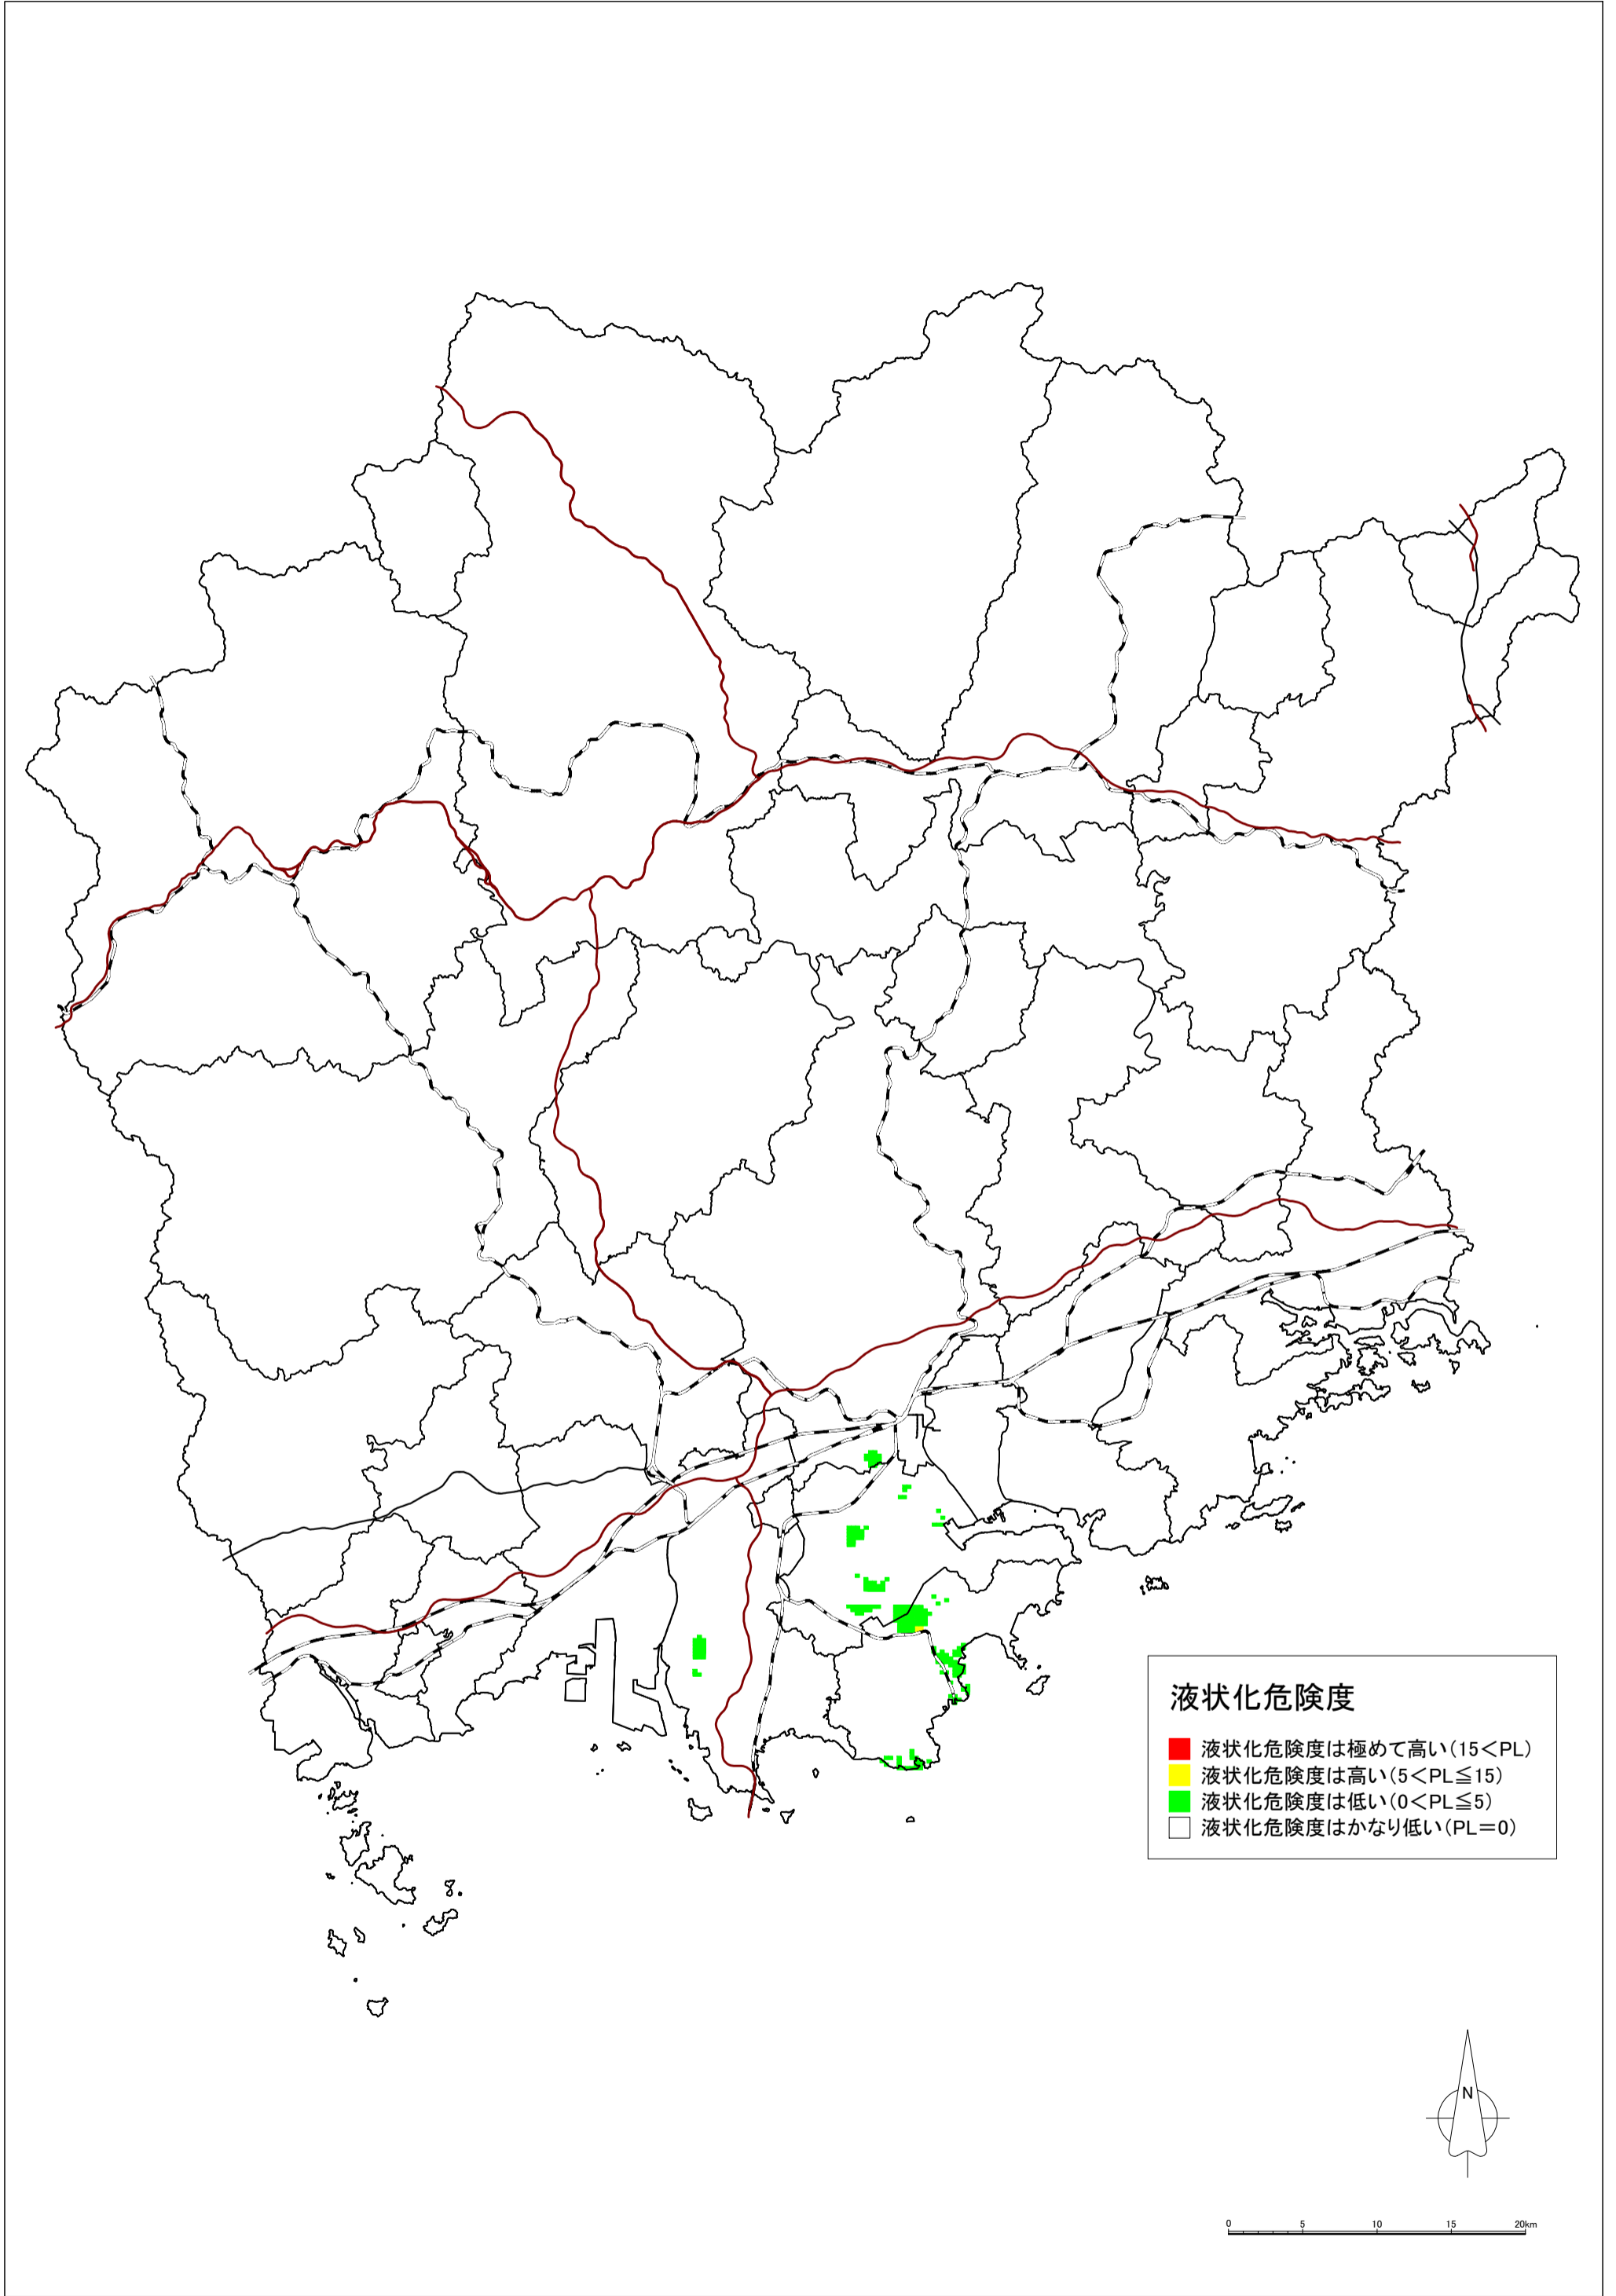 液状化危険度
液状化危険度は極めて高い(15<PL)
液状化危険度は高い(5<PL≦15)
液状化危険度は低い(0<PL≦5)
液状化危険度はかなり低い(PL=0)
N
0 5 10 15 20km